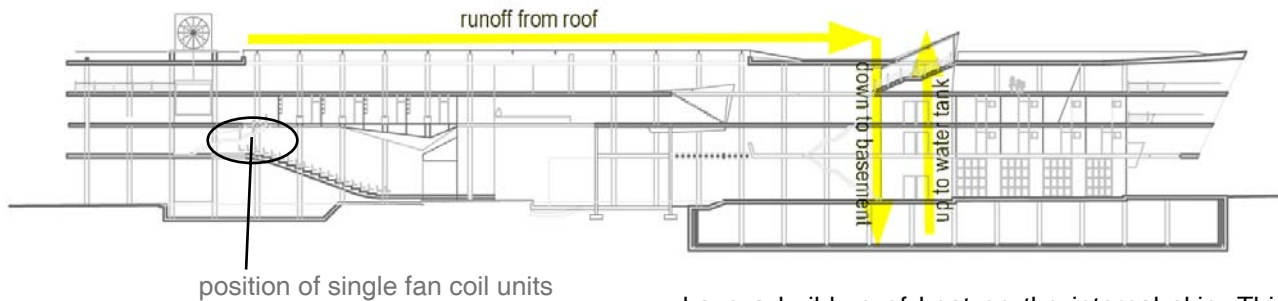 runoff from roof
down to basement
up to water tank
position of single fan coil units